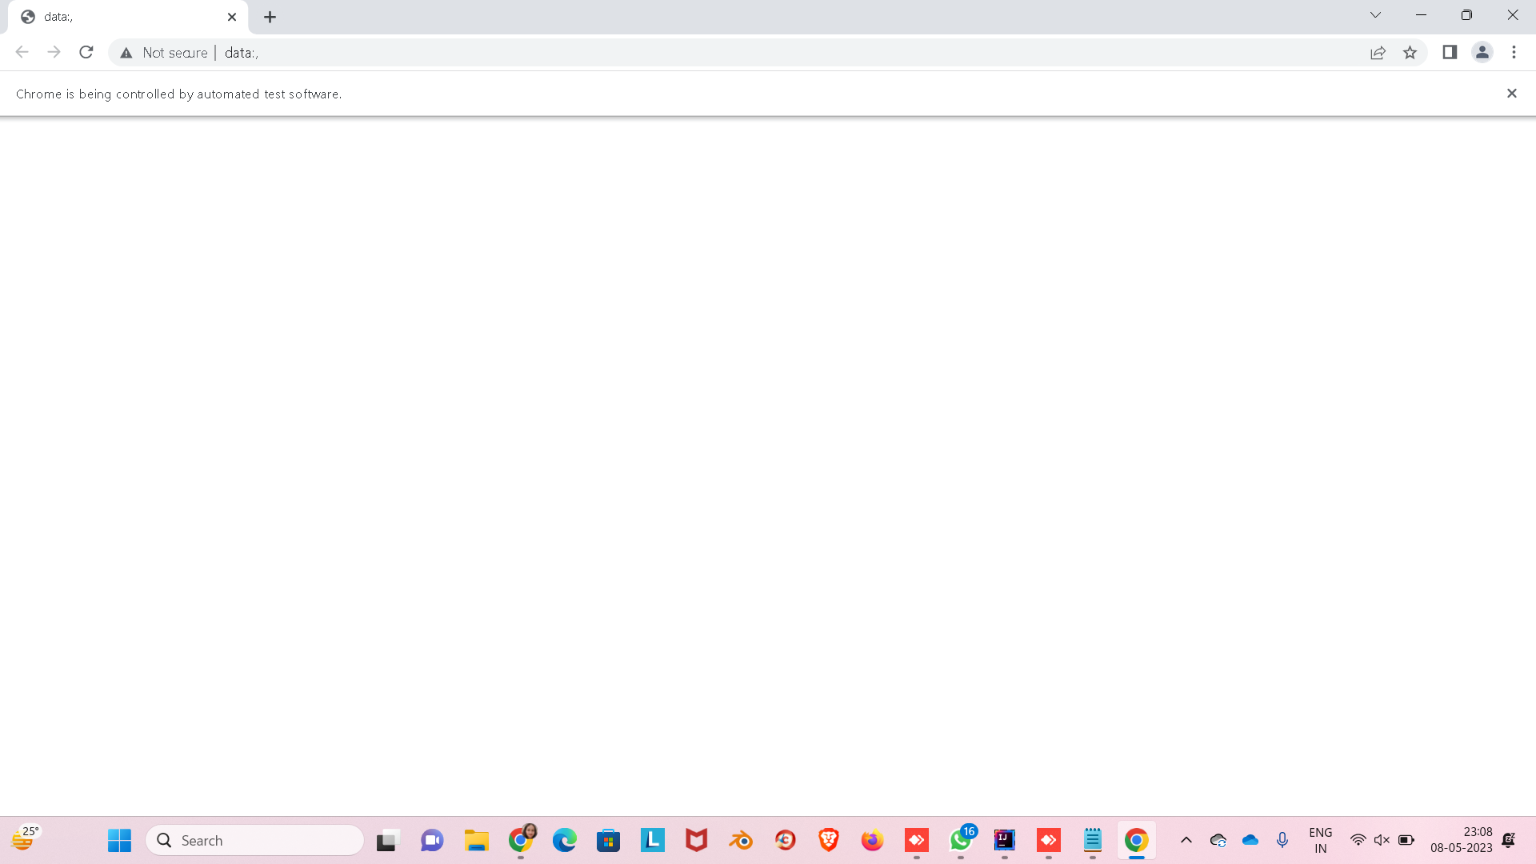 data:,
Not secure | data:,
Chrome is being controlled by automated test software.
25°
Search
L
16
IJ
ENG
IN
23:08
08-05-2023